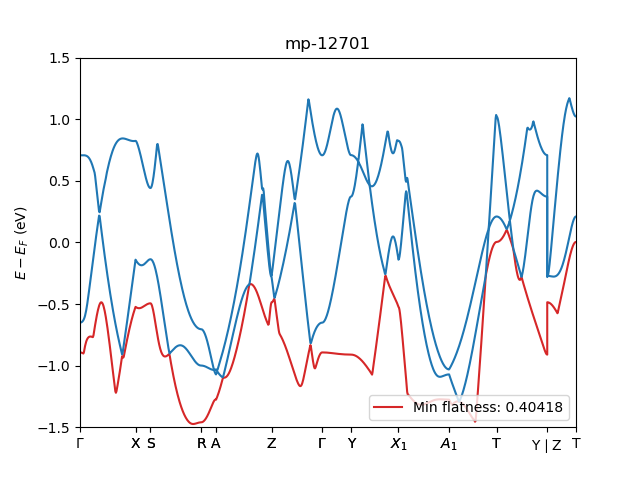 mp-12701
E − E_F (eV)
1.5
1.0
0.5
0.0
−0.5
−1.0
−1.5
Min flatness: 0.40418
Γ X S R A Z Γ Y X₁ A₁ T Y | Z T